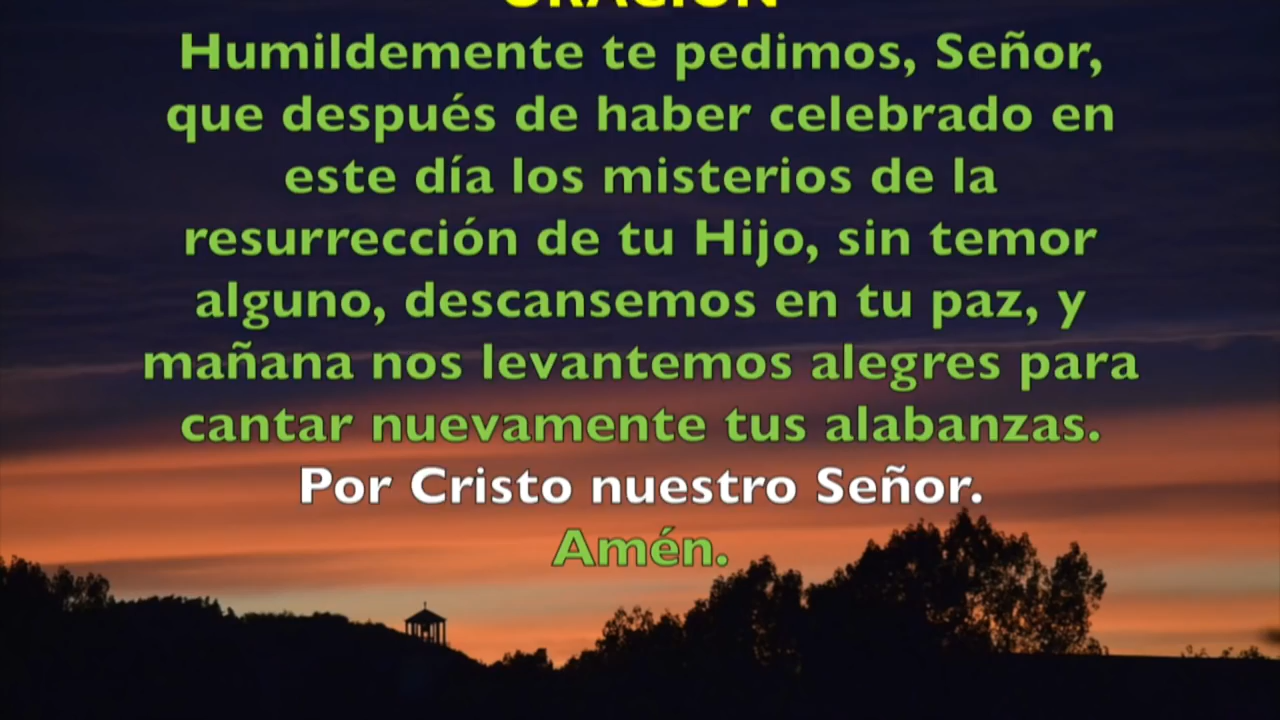 ORACIÓN
Humildemente te pedimos, Señor,
que después de haber celebrado en
este día los misterios de la
resurrección de tu Hijo, sin temor
alguno, descansemos en tu paz, y
mañana nos levantemos alegres para
cantar nuevamente tus alabanzas.
Por Cristo nuestro Señor.
Amén.